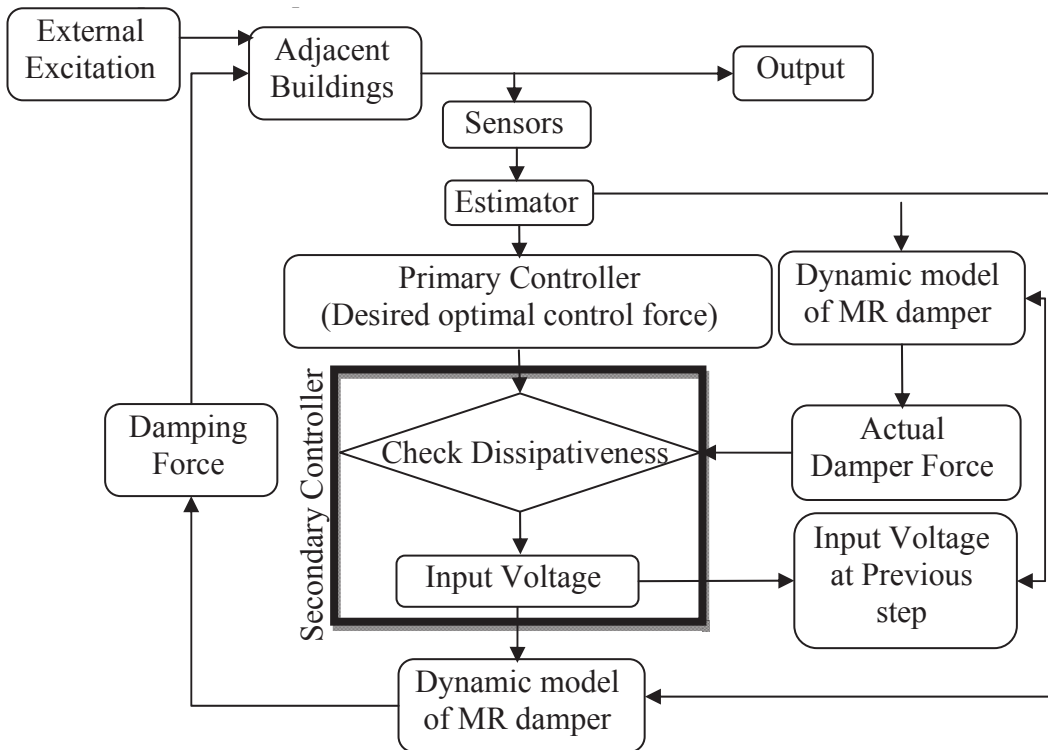 External
Excitation
Adjacent
Buildings
Output
Sensors
Estimator
Primary Controller
(Desired optimal control force)
Dynamic model
of MR damper
Secondary Controller
Check Dissipativeness
Actual
Damper Force
Damping
Force
Input Voltage
Input Voltage
at Previous
step
Dynamic model
of MR damper